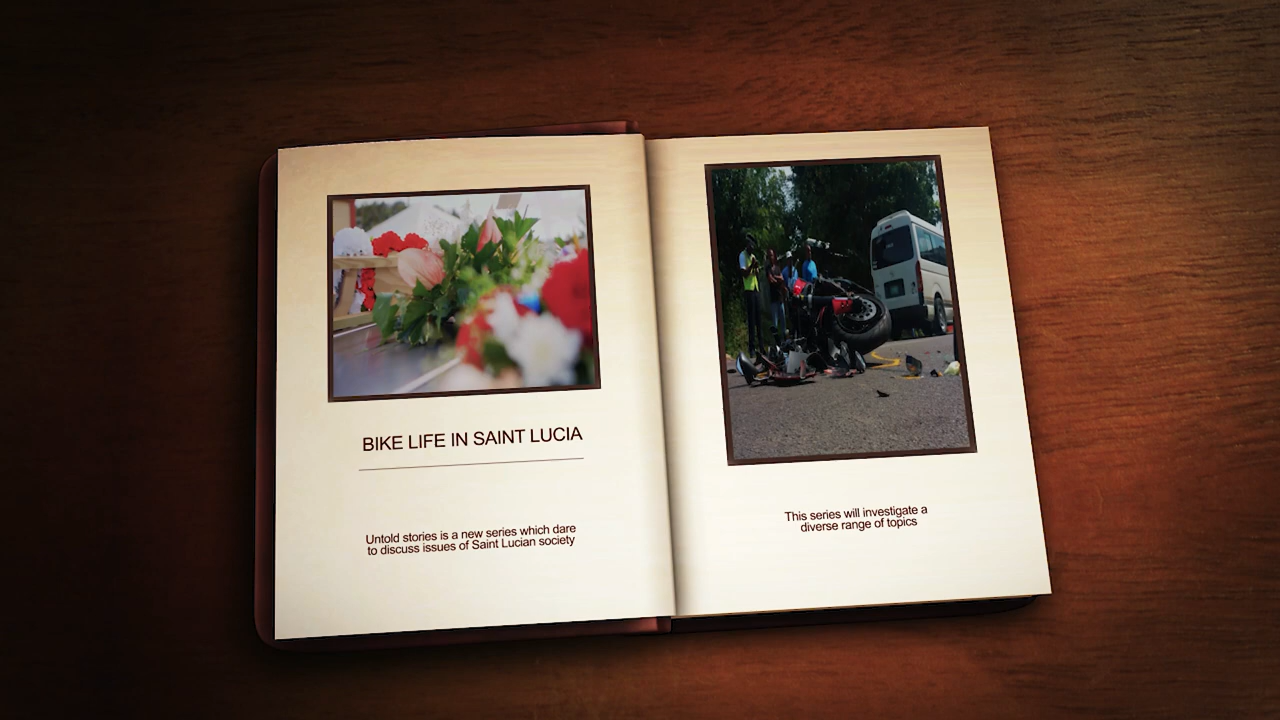 BIKE LIFE IN SAINT LUCIA
Untold stories is a new series which dare
to discuss issues of Saint Lucian society
This series will investigate a
diverse range of topics